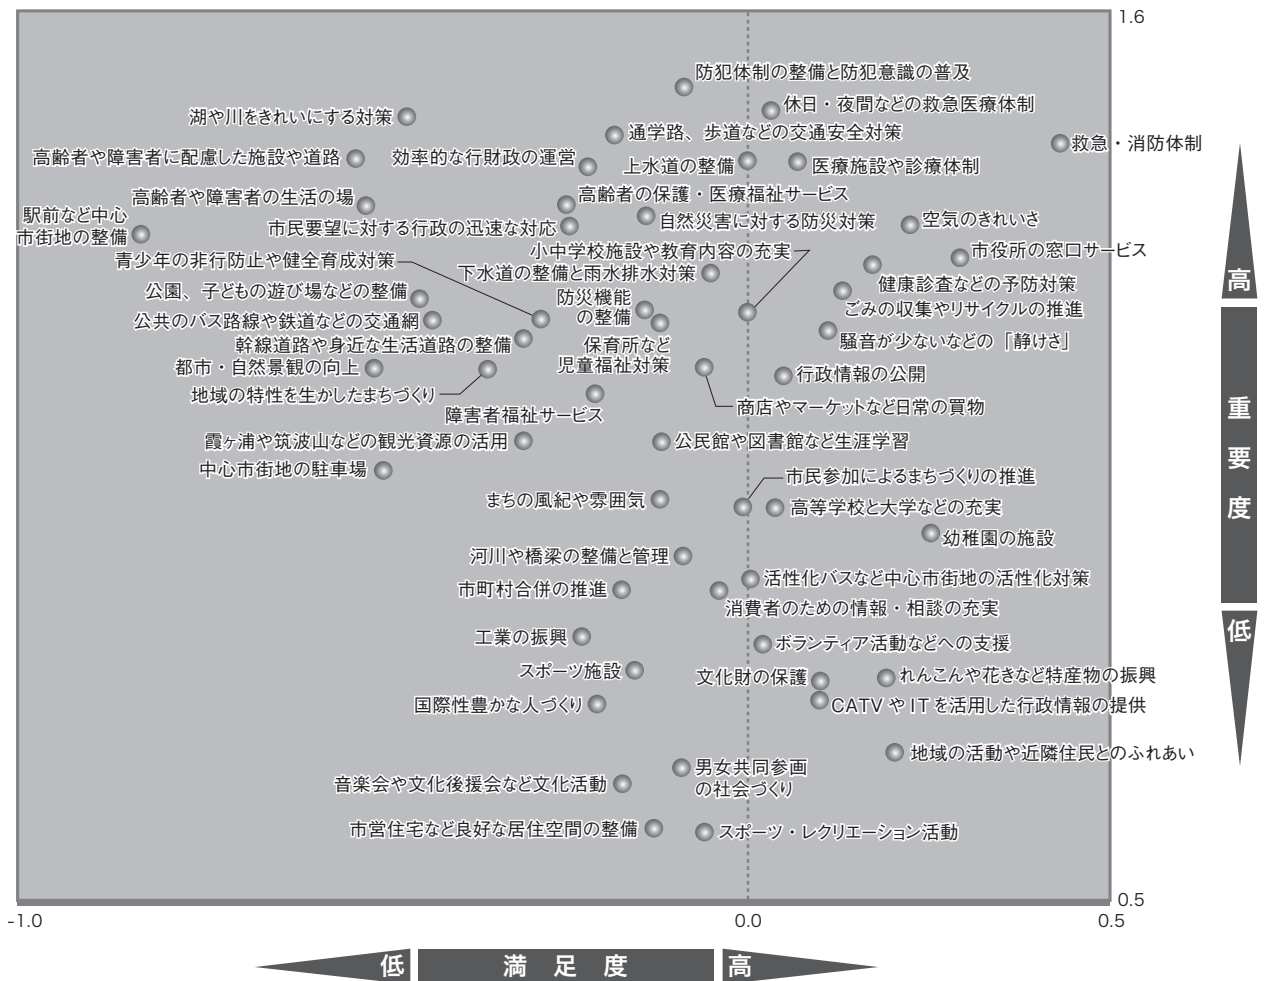 1.6
防犯体制の整備と防犯意識の普及
休日・夜間などの救急医療体制
湖や川をきれいにする対策
通学路、歩道などの交通安全対策
救急・消防体制
高齢者や障害者に配慮した施設や道路
効率的な行財政の運営
上水道の整備
医療施設や診療体制
高齢者や障害者の生活の場
高齢者の保護・医療福祉サービス
駅前など中心
市街地の整備
市民要望に対する行政の迅速な対応
自然災害に対する防災対策
空気のきれいさ
小中学校施設や教育内容の充実
市役所の窓口サービス
青少年の非行防止や健全育成対策
下水道の整備と雨水排水対策
健康診査などの予防対策
公園、子どもの遊び場などの整備
防災機能
の整備
ごみの収集やリサイクルの推進
公共のバス路線や鉄道などの交通網
幹線道路や身近な生活道路の整備
保育所など
児童福祉対策
騒音が少ないなどの「静けさ」
都市・自然景観の向上
行政情報の公開
地域の特性を生かしたまちづくり
障害者福祉サービス
商店やマーケットなど日常の買物
霞ヶ浦や筑波山などの観光資源の活用
公民館や図書館など生涯学習
中心市街地の駐車場
市民参加によるまちづくりの推進
まちの風紀や雰囲気
高等学校と大学などの充実
幼稚園の施設
河川や橋梁の整備と管理
市町村合併の推進
活性化バスなど中心市街地の活性化対策
消費者のための情報・相談の充実
工業の振興
ボランティア活動などへの支援
スポーツ施設
文化財の保護
れんこんや花きなど特産物の振興
国際性豊かな人づくり
CATVやITを活用した行政情報の提供
地域の活動や近隣住民とのふれあい
音楽会や文化後援会など文化活動
男女共同参画
の社会づくり
市営住宅など良好な居住空間の整備
スポーツ・レクリエーション活動
0.5
-1.0
0.0
0.5
低
満足度
高
高
重要度
低